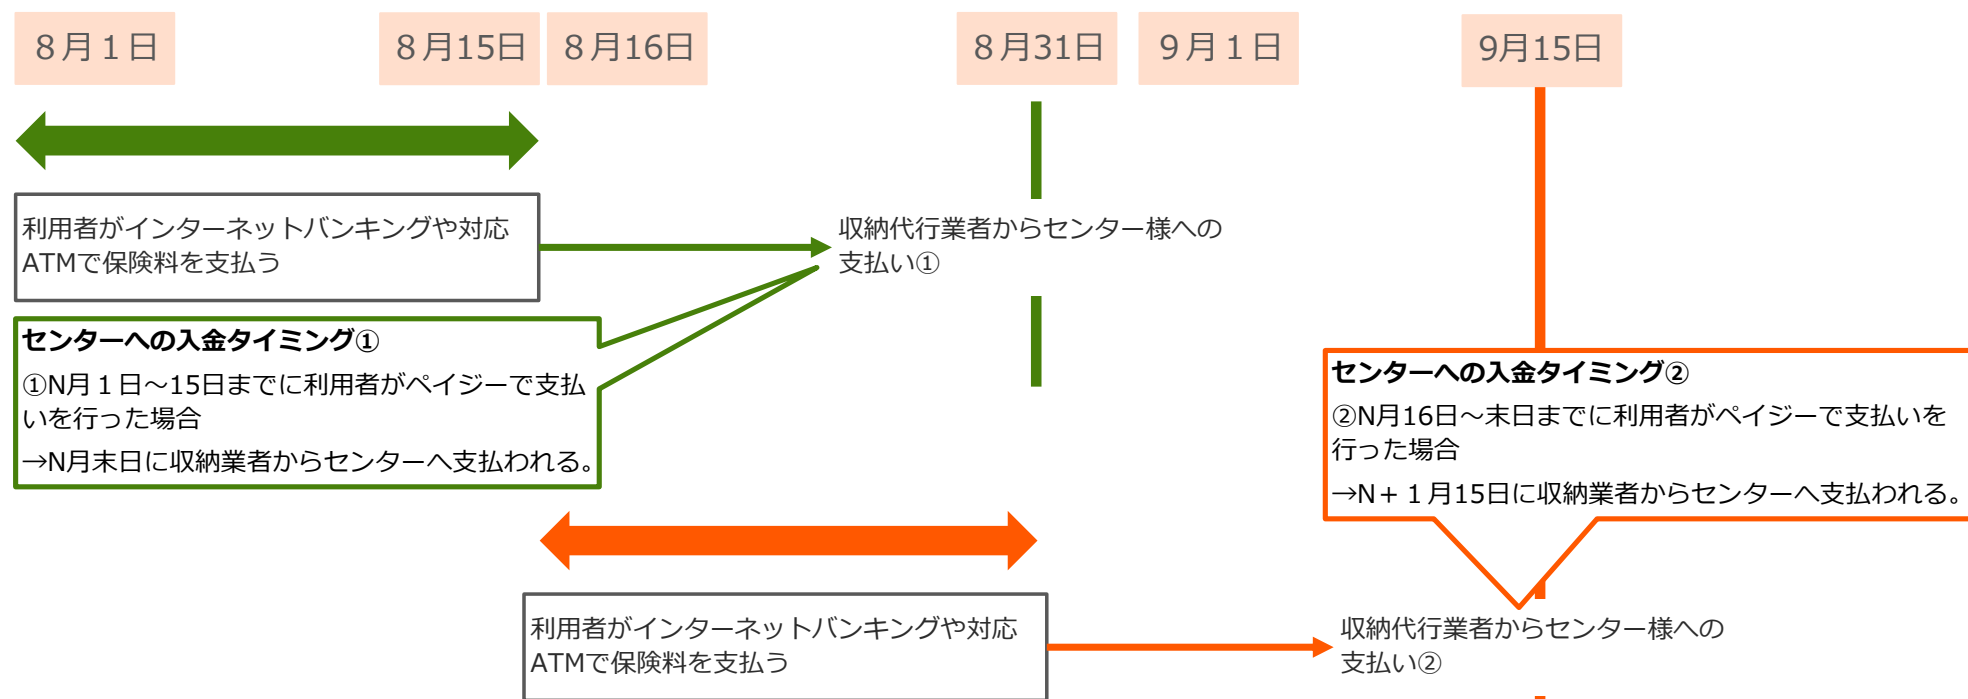 ８月１日
８月15日
８月16日
８月31日
９月１日
9月15日
利用者がインターネットバンキングや対応
ATMで保険料を支払う
収納代行業者からセンター様への
支払い①
センターへの入金タイミング①
①N月１日～15日までに利用者がペイジーで支払
いを行った場合
→N月末日に収納業者からセンターへ支払われる。
センターへの入金タイミング②
②N月16日～末日までに利用者がペイジーで支払いを
行った場合
→N＋１月15日に収納業者からセンターへ支払われる。
利用者がインターネットバンキングや対応
ATMで保険料を支払う
収納代行業者からセンター様への
支払い②